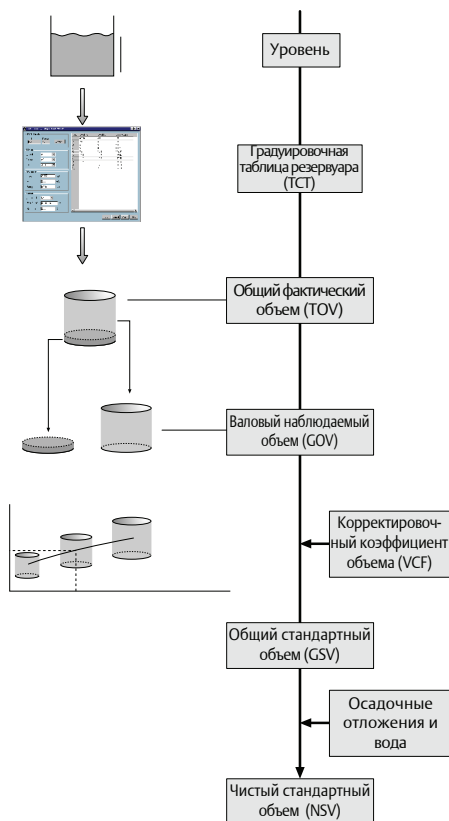 Уровень
Градуировочная
таблица резервуара
(TCT)
Общий фактический
объем (TOV)
Валовый наблюдаемый
объем (GOV)
Корректировоч-
ный коэффициент
объема (VCF)
Общий стандартный
объем (GSV)
Осадочные
отложения и
вода
Чистый стандартный
объем (NSV)